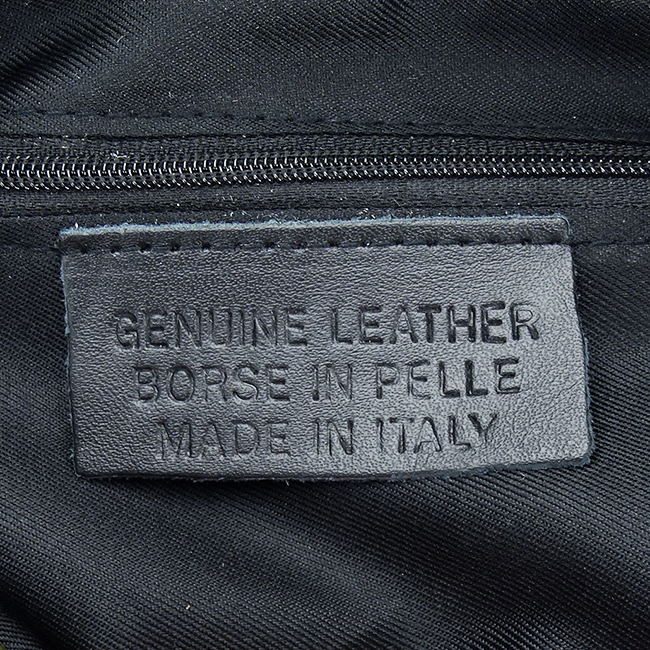 GENUINE LEATHER
BORSE IN PELLE
MADE IN ITALY